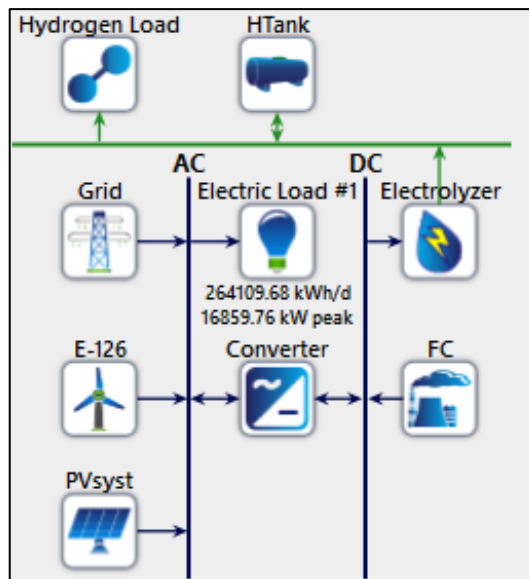 Hydrogen Load
HTank
AC
DC
Grid
Electric Load #1
Electrolyzer
264109.68 kWh/d
16859.76 kW peak
E-126
Converter
FC
PVsyst